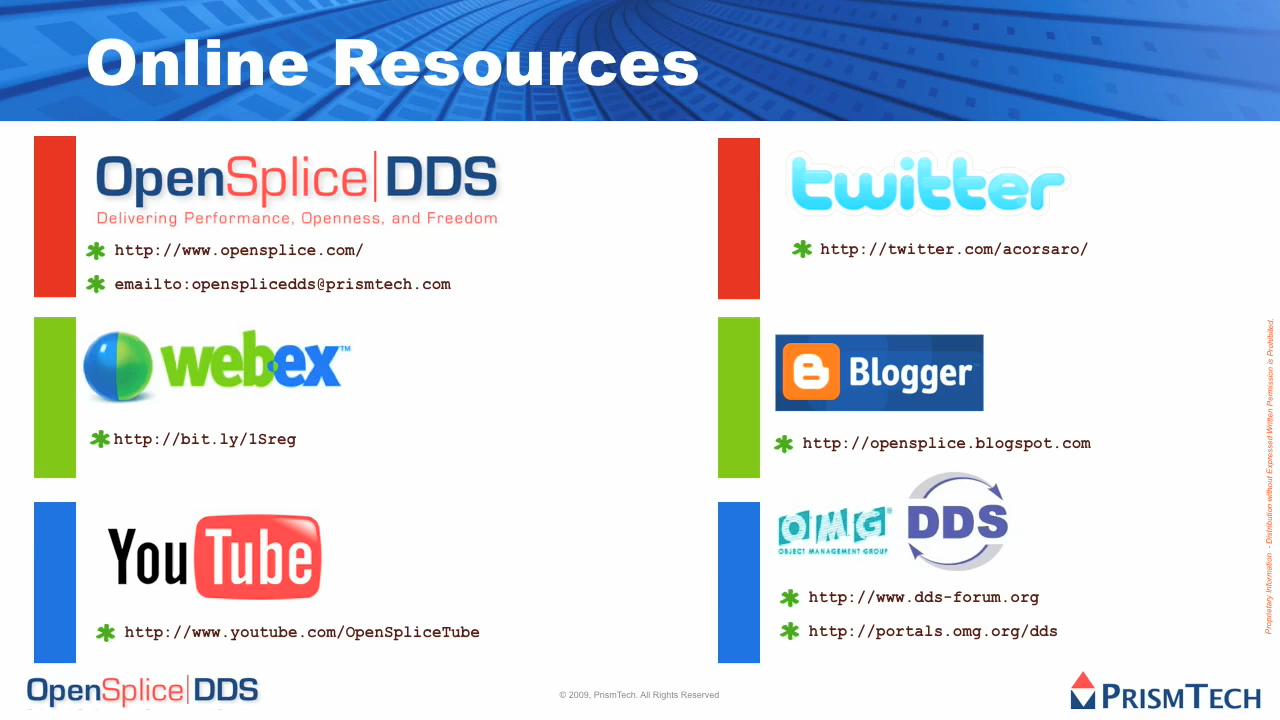 Online Resources
OpenSplice|DDS
Delivering Performance, Openness, and Freedom
http://www.opensplice.com/
emailto:opensplicedds@prismtech.com
twitter
http://twitter.com/acorsaro/
webex™
http://bit.ly/1Sreg
Blogger
http://opensplice.blogspot.com
YouTube
http://www.youtube.com/OpenSpliceTube
OMG®
OBJECT MANAGEMENT GROUP
DDS
http://www.dds-forum.org
http://portals.omg.org/dds
Proprietary Information - Distribution without Expressed Written Permission is Prohibited.
OpenSplice|DDS
© 2009, PrismTech. All Rights Reserved
PRISMTECH